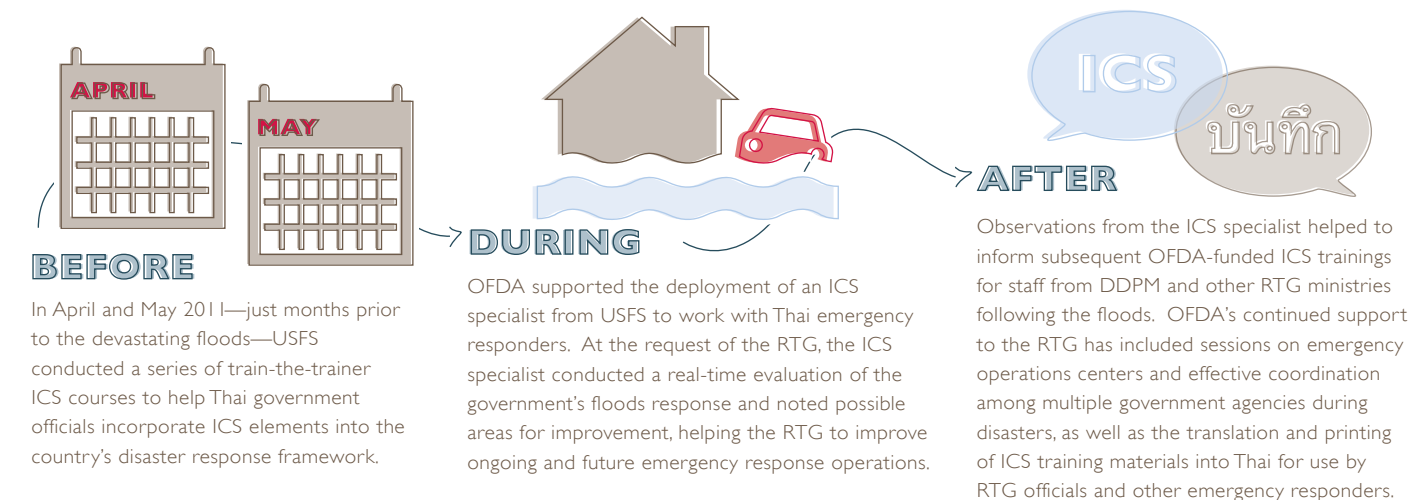 APRIL
MAY
BEFORE
In April and May 2011—just months prior
to the devastating floods—USFS
conducted a series of train-the-trainer
ICS courses to help Thai government
officials incorporate ICS elements into the
country’s disaster response framework.
DURING
OFDA supported the deployment of an ICS
specialist from USFS to work with Thai emergency
responders. At the request of the RTG, the ICS
specialist conducted a real-time evaluation of the
government’s floods response and noted possible
areas for improvement, helping the RTG to improve
ongoing and future emergency response operations.
ICS
บันทึก
AFTER
Observations from the ICS specialist helped to
inform subsequent OFDA-funded ICS trainings
for staff from DDPM and other RTG ministries
following the floods. OFDA’s continued support
to the RTG has included sessions on emergency
operations centers and effective coordination
among multiple government agencies during
disasters, as well as the translation and printing
of ICS training materials into Thai for use by
RTG officials and other emergency responders.